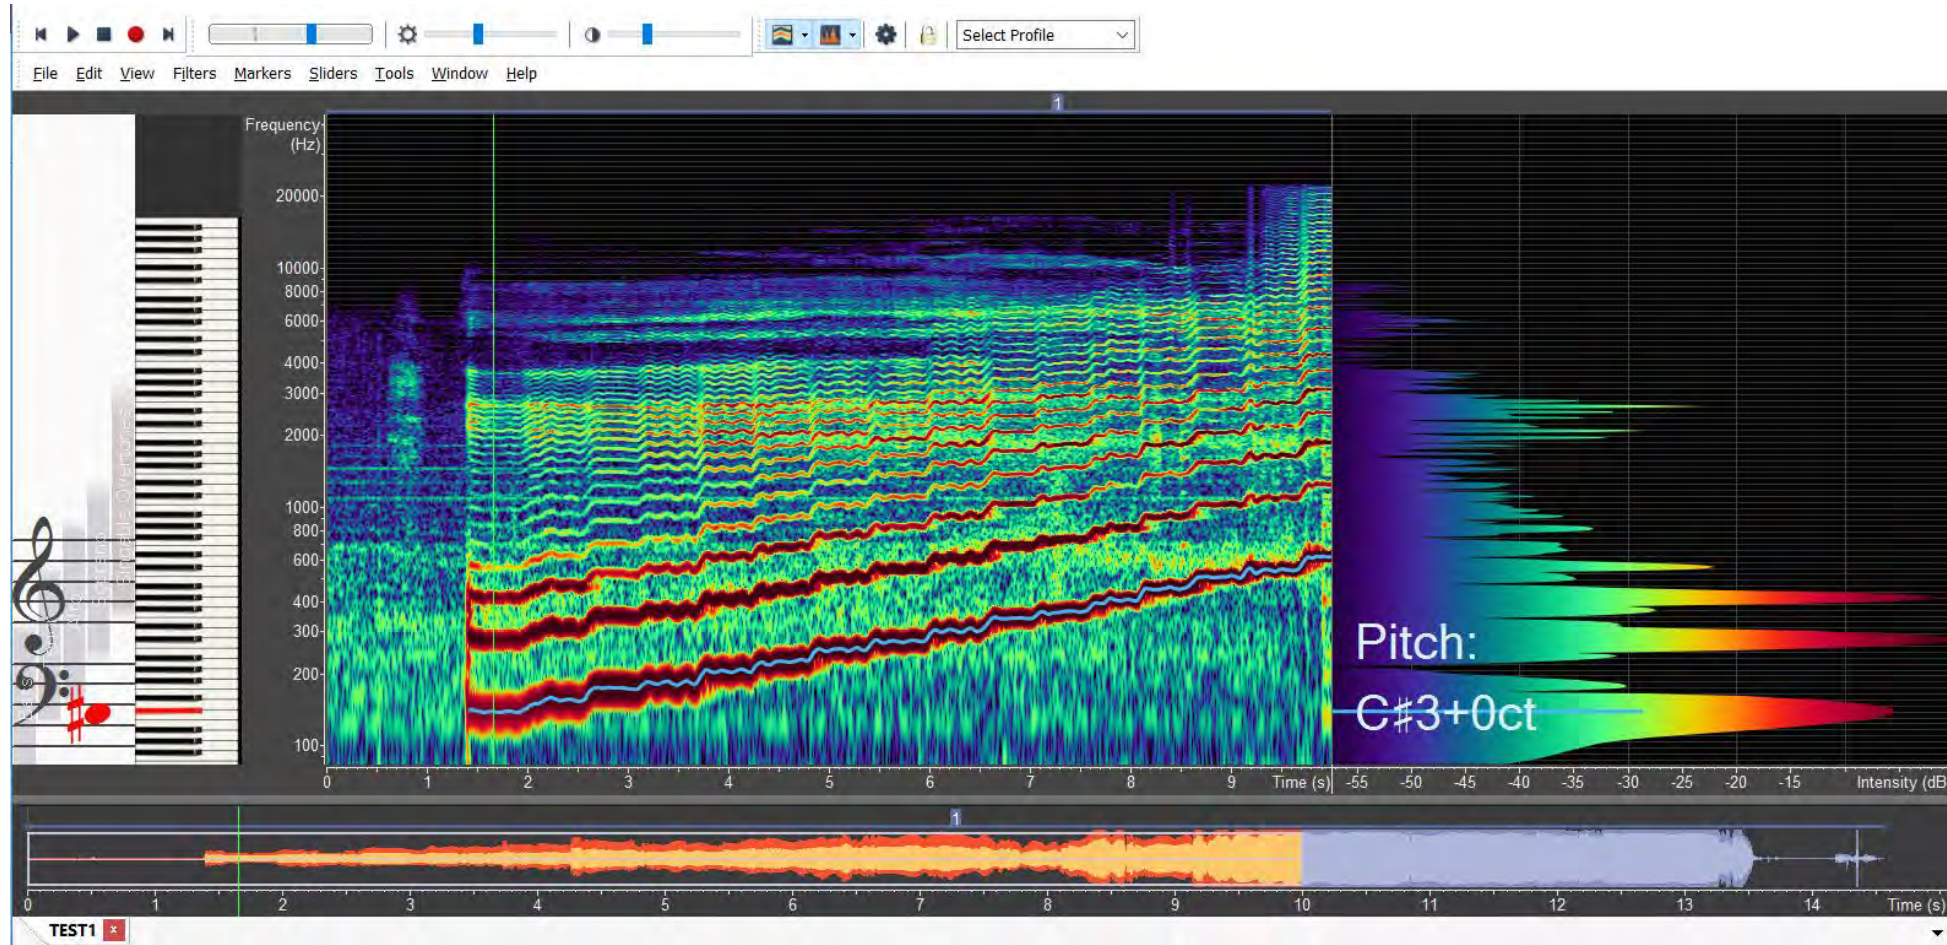 Select Profile
File Edit View Filters Markers Sliders Tools Window Help
1
Frequency
(Hz)
20000
10000
8000
6000
4000
3000
2000
1000
800
600
400
300
200
100
Pitch:
C♯3+0ct
0 1 2 3 4 5 6 7 8 9 Time (s)
-55 -50 -45 -40 -35 -30 -25 -20 -15 Intensity (dB
1
0 1 2 3 4 5 6 7 8 9 10 11 12 13 14 Time (s)
TEST1 x